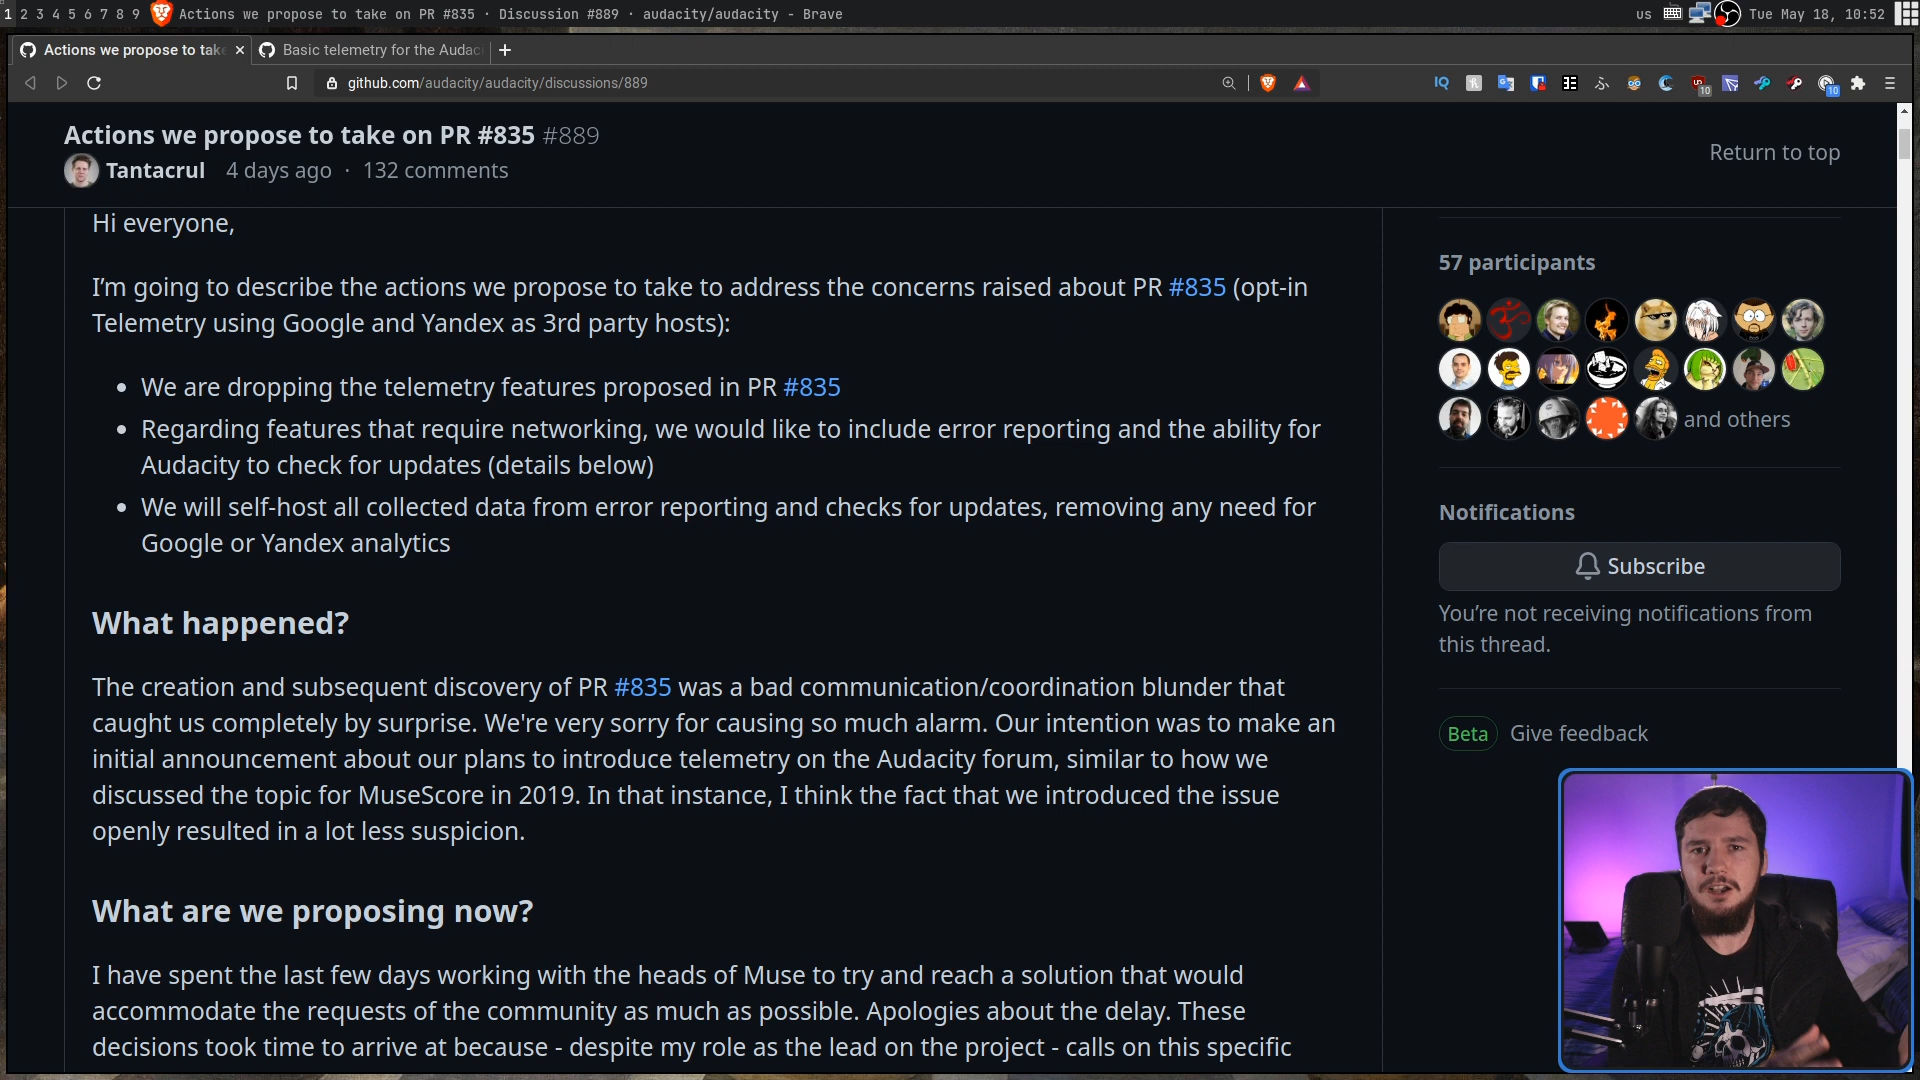 1 2 3 4 5 6 7 8 9 Actions we propose to take on PR #835 · Discussion #889 · audacity/audacity - Brave
us Tue May 18, 10:52
Actions we propose to tak
Basic telemetry for the Audac
github.com/audacity/audacity/discussions/889
IQ
10
10
Actions we propose to take on PR #835 #889
Tantacrul 4 days ago · 132 comments
Return to top
Hi everyone,
I’m going to describe the actions we propose to take to address the concerns raised about PR #835 (opt-in
Telemetry using Google and Yandex as 3rd party hosts):
• We are dropping the telemetry features proposed in PR #835
• Regarding features that require networking, we would like to include error reporting and the ability for
Audacity to check for updates (details below)
• We will self-host all collected data from error reporting and checks for updates, removing any need for
Google or Yandex analytics
What happened?
The creation and subsequent discovery of PR #835 was a bad communication/coordination blunder that
caught us completely by surprise. We're very sorry for causing so much alarm. Our intention was to make an
initial announcement about our plans to introduce telemetry on the Audacity forum, similar to how we
discussed the topic for MuseScore in 2019. In that instance, I think the fact that we introduced the issue
openly resulted in a lot less suspicion.
What are we proposing now?
I have spent the last few days working with the heads of Muse to try and reach a solution that would
accommodate the requests of the community as much as possible. Apologies about the delay. These
decisions took time to arrive at because - despite my role as the lead on the project - calls on this specific
57 participants
and others
Notifications
Subscribe
You’re not receiving notifications from
this thread.
Beta Give feedback